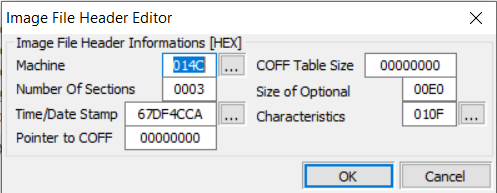 Image File Header Editor
Image File Header Informations [HEX]
Machine 014C ... COFF Table Size 00000000
Number Of Sections 0003 Size of Optional 00E0
Time/Date Stamp 67DF4CCA ... Characteristics 010F ...
Pointer to COFF 00000000
OK Cancel